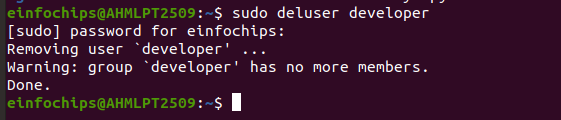 einfochips@AHMLPT2509:~$ sudo deluser developer
[sudo] password for einfochips:
Removing user `developer' ...
Warning: group `developer' has no more members.
Done.
einfochips@AHMLPT2509:~$